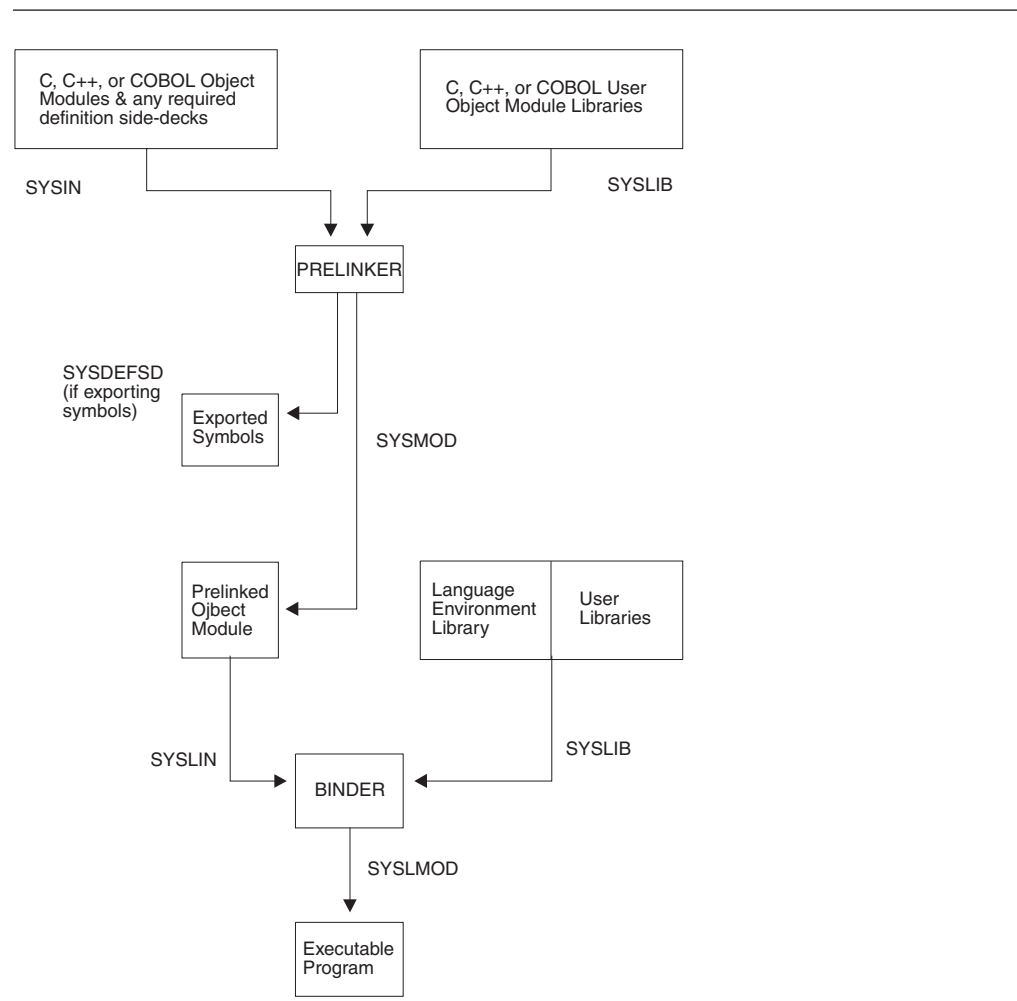 C, C++, or COBOL Object
Modules & any required
definition side-decks
C, C++, or COBOL User
Object Module Libraries
SYSIN
SYSLIB
PRELINKER
SYSDEFSD
(if exporting
symbols)
Exported
Symbols
SYSMOD
Prelinked
Ojbect
Module
Language
Environment
Library
User
Libraries
SYSLIN
SYSLIB
BINDER
SYSLMOD
Executable
Program